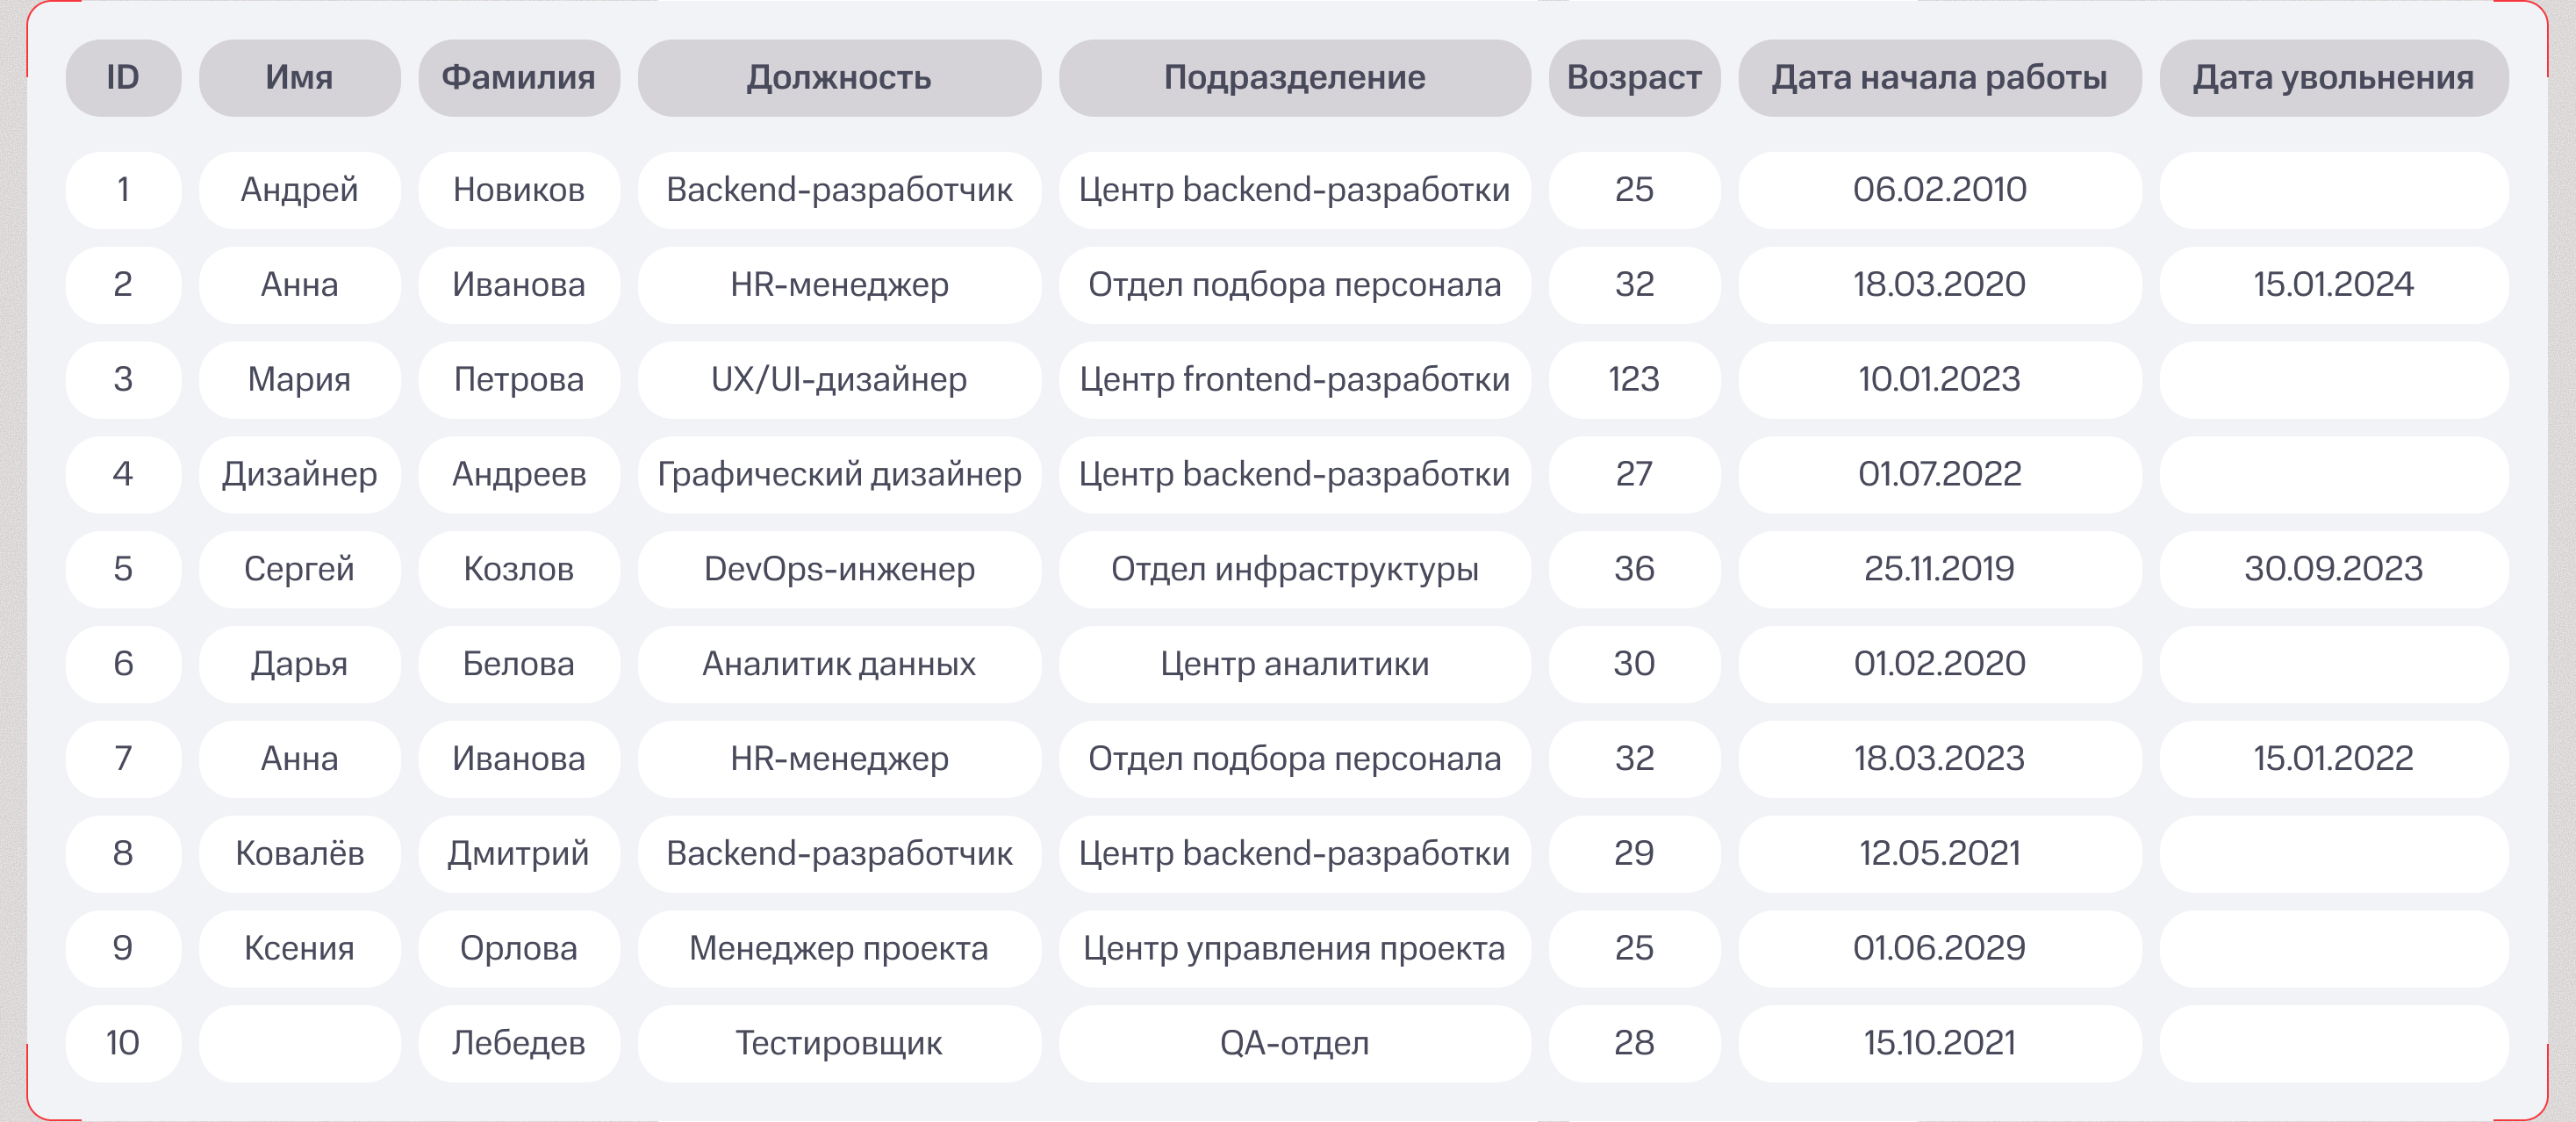 ID Имя Фамилия Должность Подразделение Возраст Дата начала работы Дата увольнения
1 Андрей Новиков Backend-разработчик Центр backend-разработки 25 06.02.2010
2 Анна Иванова HR-менеджер Отдел подбора персонала 32 18.03.2020 15.01.2024
3 Мария Петрова UX/UI-дизайнер Центр frontend-разработки 123 10.01.2023
4 Дизайнер Андреев Графический дизайнер Центр backend-разработки 27 01.07.2022
5 Сергей Козлов DevOps-инженер Отдел инфраструктуры 36 25.11.2019 30.09.2023
6 Дарья Белова Аналитик данных Центр аналитики 30 01.02.2020
7 Анна Иванова HR-менеджер Отдел подбора персонала 32 18.03.2023 15.01.2022
8 Ковалёв Дмитрий Backend-разработчик Центр backend-разработки 29 12.05.2021
9 Ксения Орлова Менеджер проекта Центр управления проекта 25 01.06.2029
10 Лебедев Тестировщик QA-отдел 28 15.10.2021